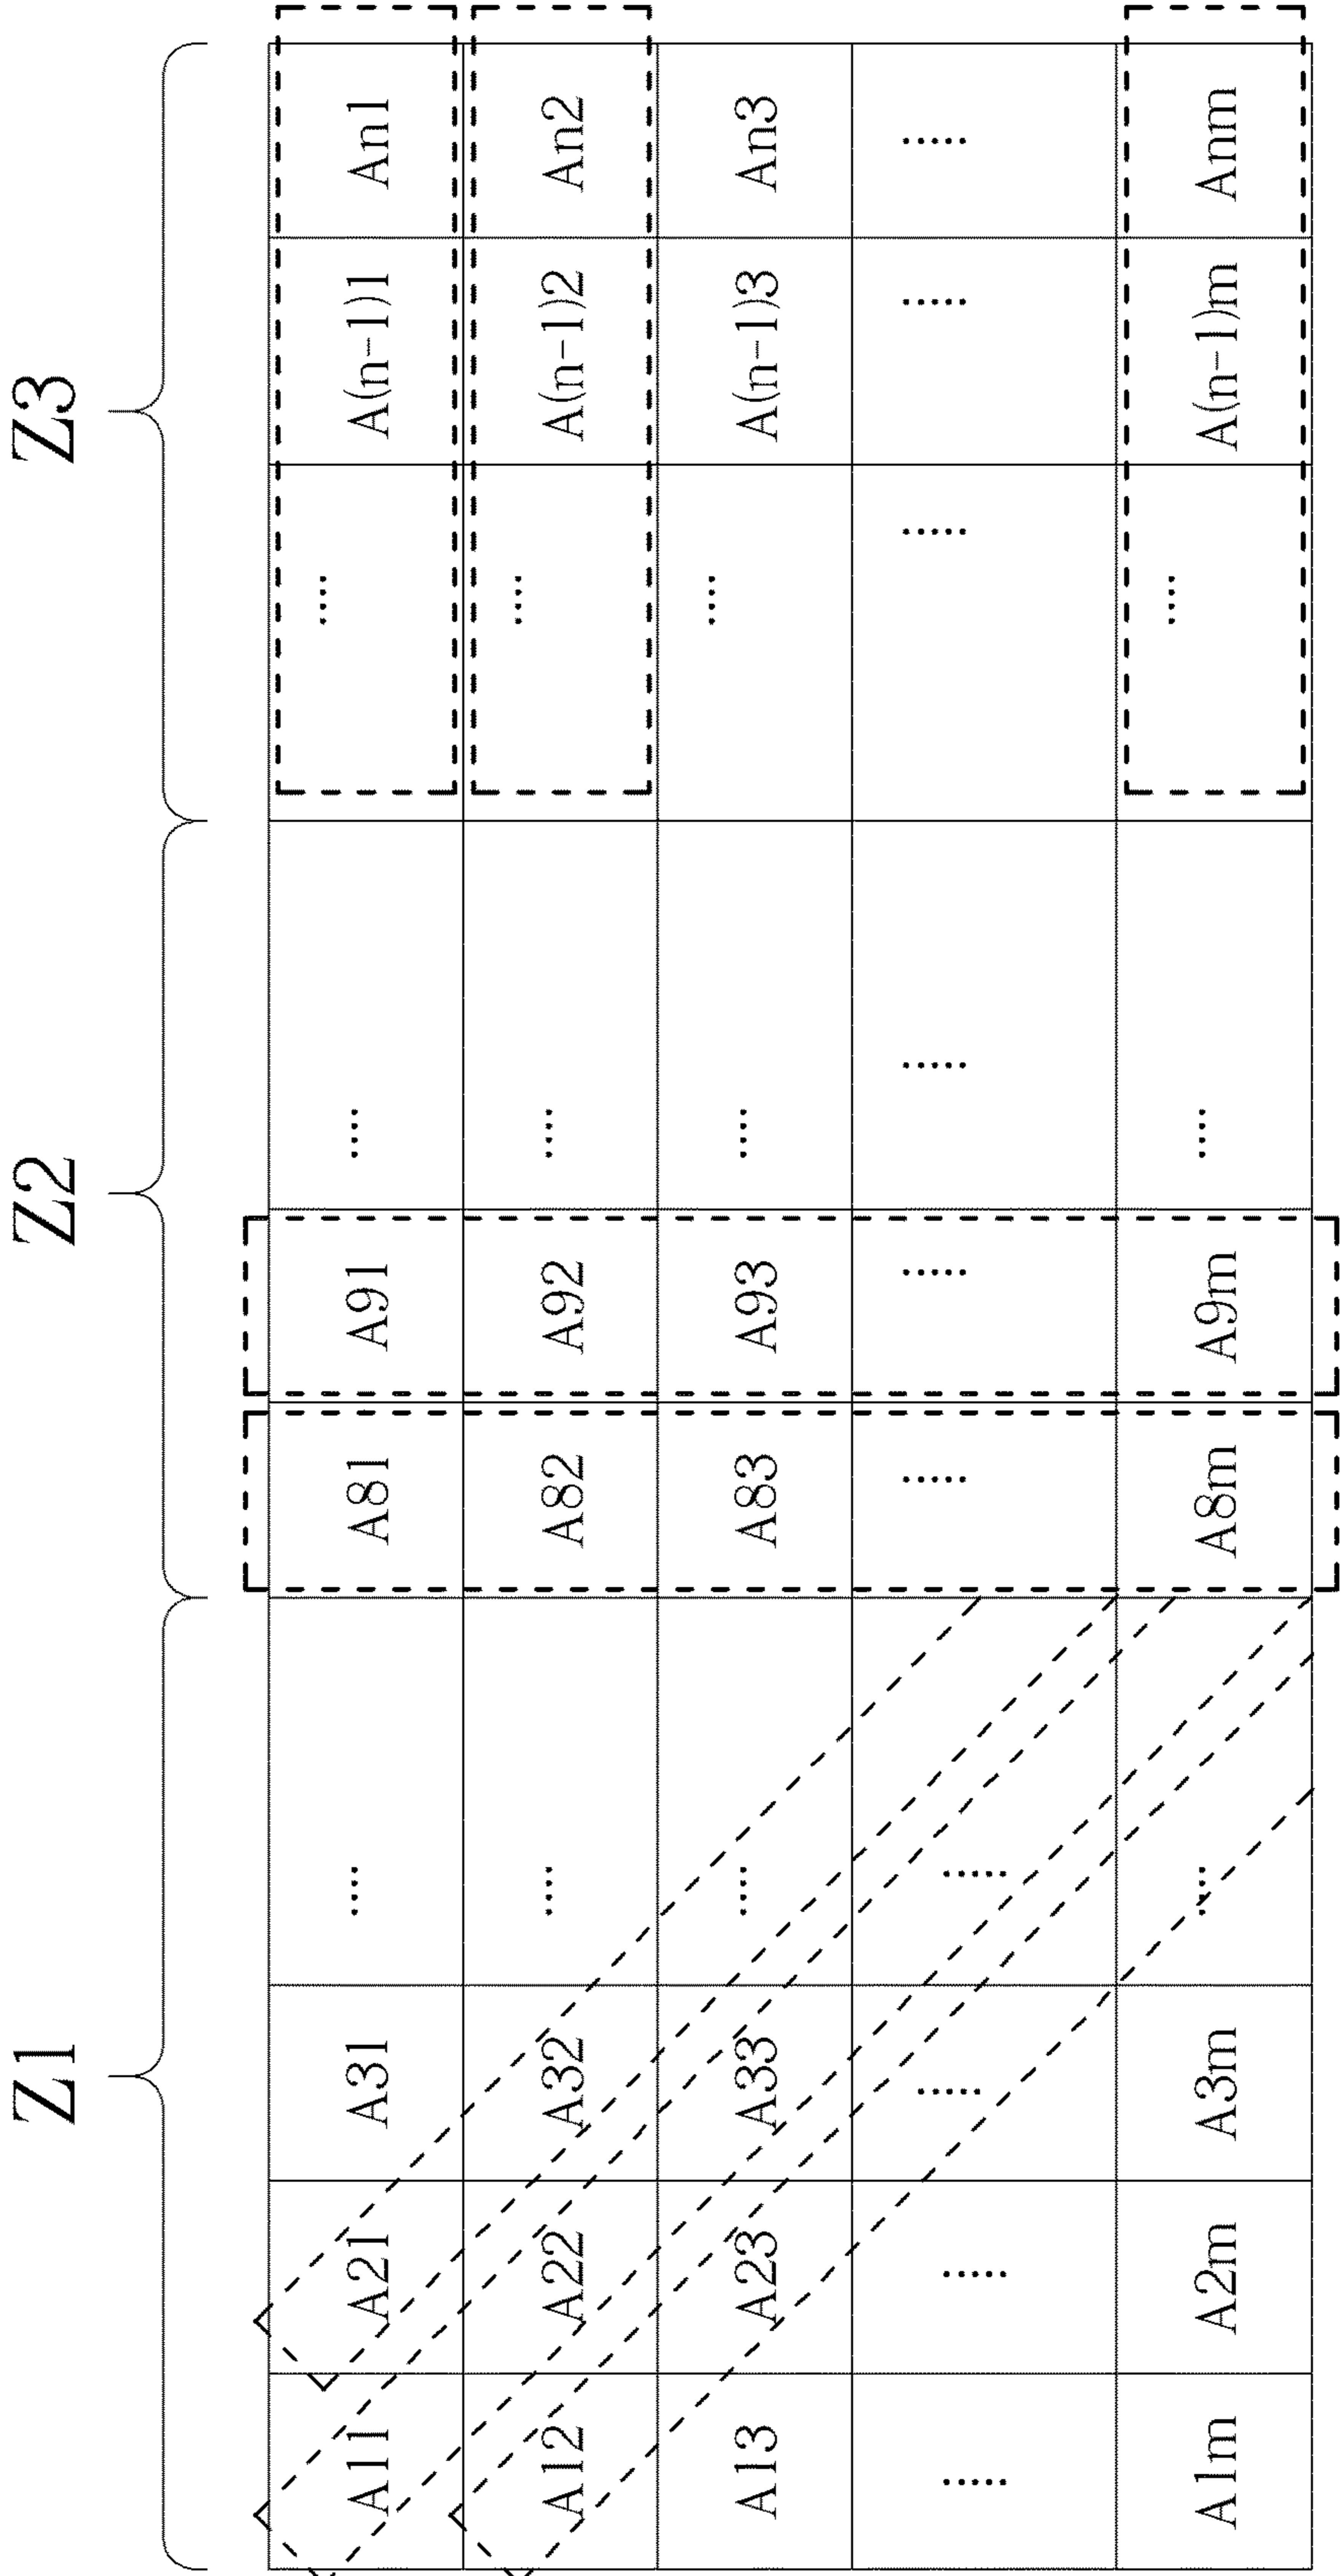 Z1 Z2 Z3
A11 A21 A31 .... A81 A91 .... .... A(n-1)1 An1
A12 A22 A32 .... A82 A92 .... .... A(n-1)2 An2
A13 A23 A33 .... A83 A93 .... .... A(n-1)3 An3
..... ..... ..... ..... ..... ..... ..... ..... ..... .....
A1m A2m A3m .... A8m A9m .... .... A(n-1)m Anm